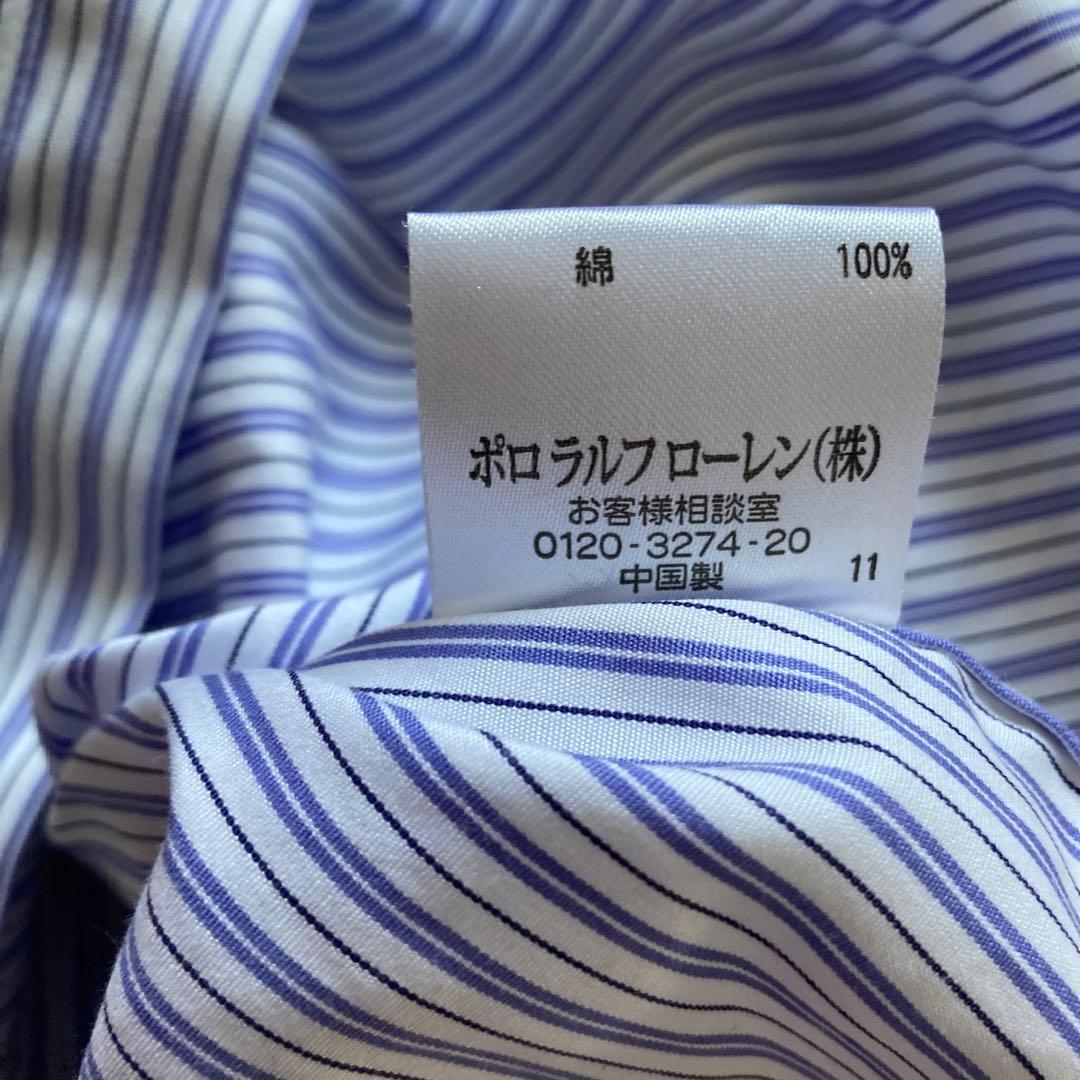 綿 100%
ポロ ラルフ ローレン(株)
お客様相談室
0120-3274-20
中国製 11